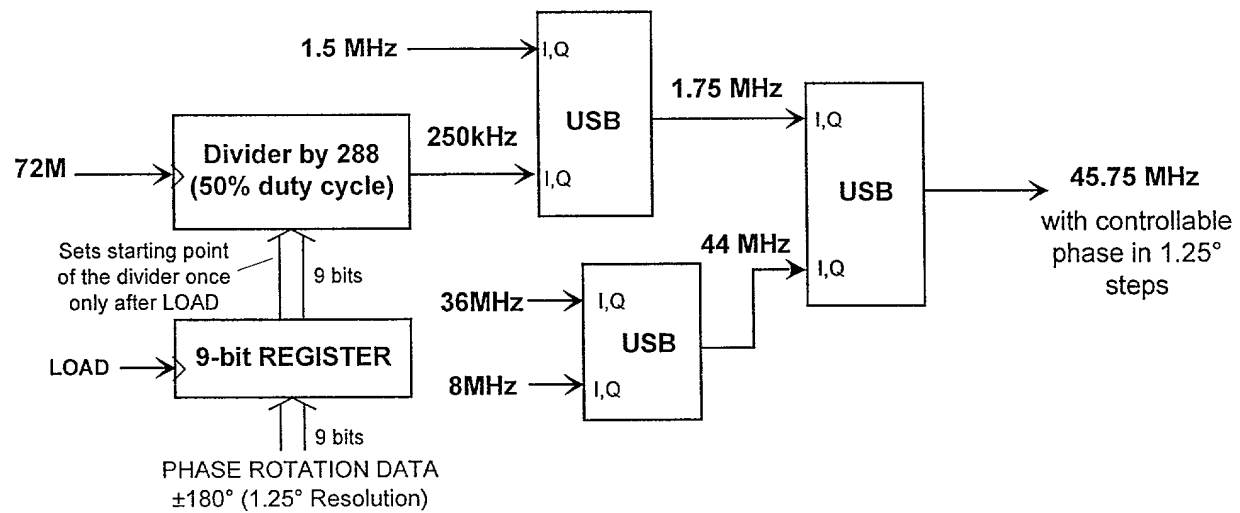 1.5 MHz
I,Q
USB
I,Q
1.75 MHz
I,Q
USB
I,Q
72M
Divider by 288
(50% duty cycle)
250kHz
45.75 MHz
with controllable
phase in 1.25°
steps
Sets starting point
of the divider once
only after LOAD
9 bits
44 MHz
36MHz
I,Q
USB
8MHz
I,Q
LOAD
9-bit REGISTER
9 bits
PHASE ROTATION DATA
±180° (1.25° Resolution)